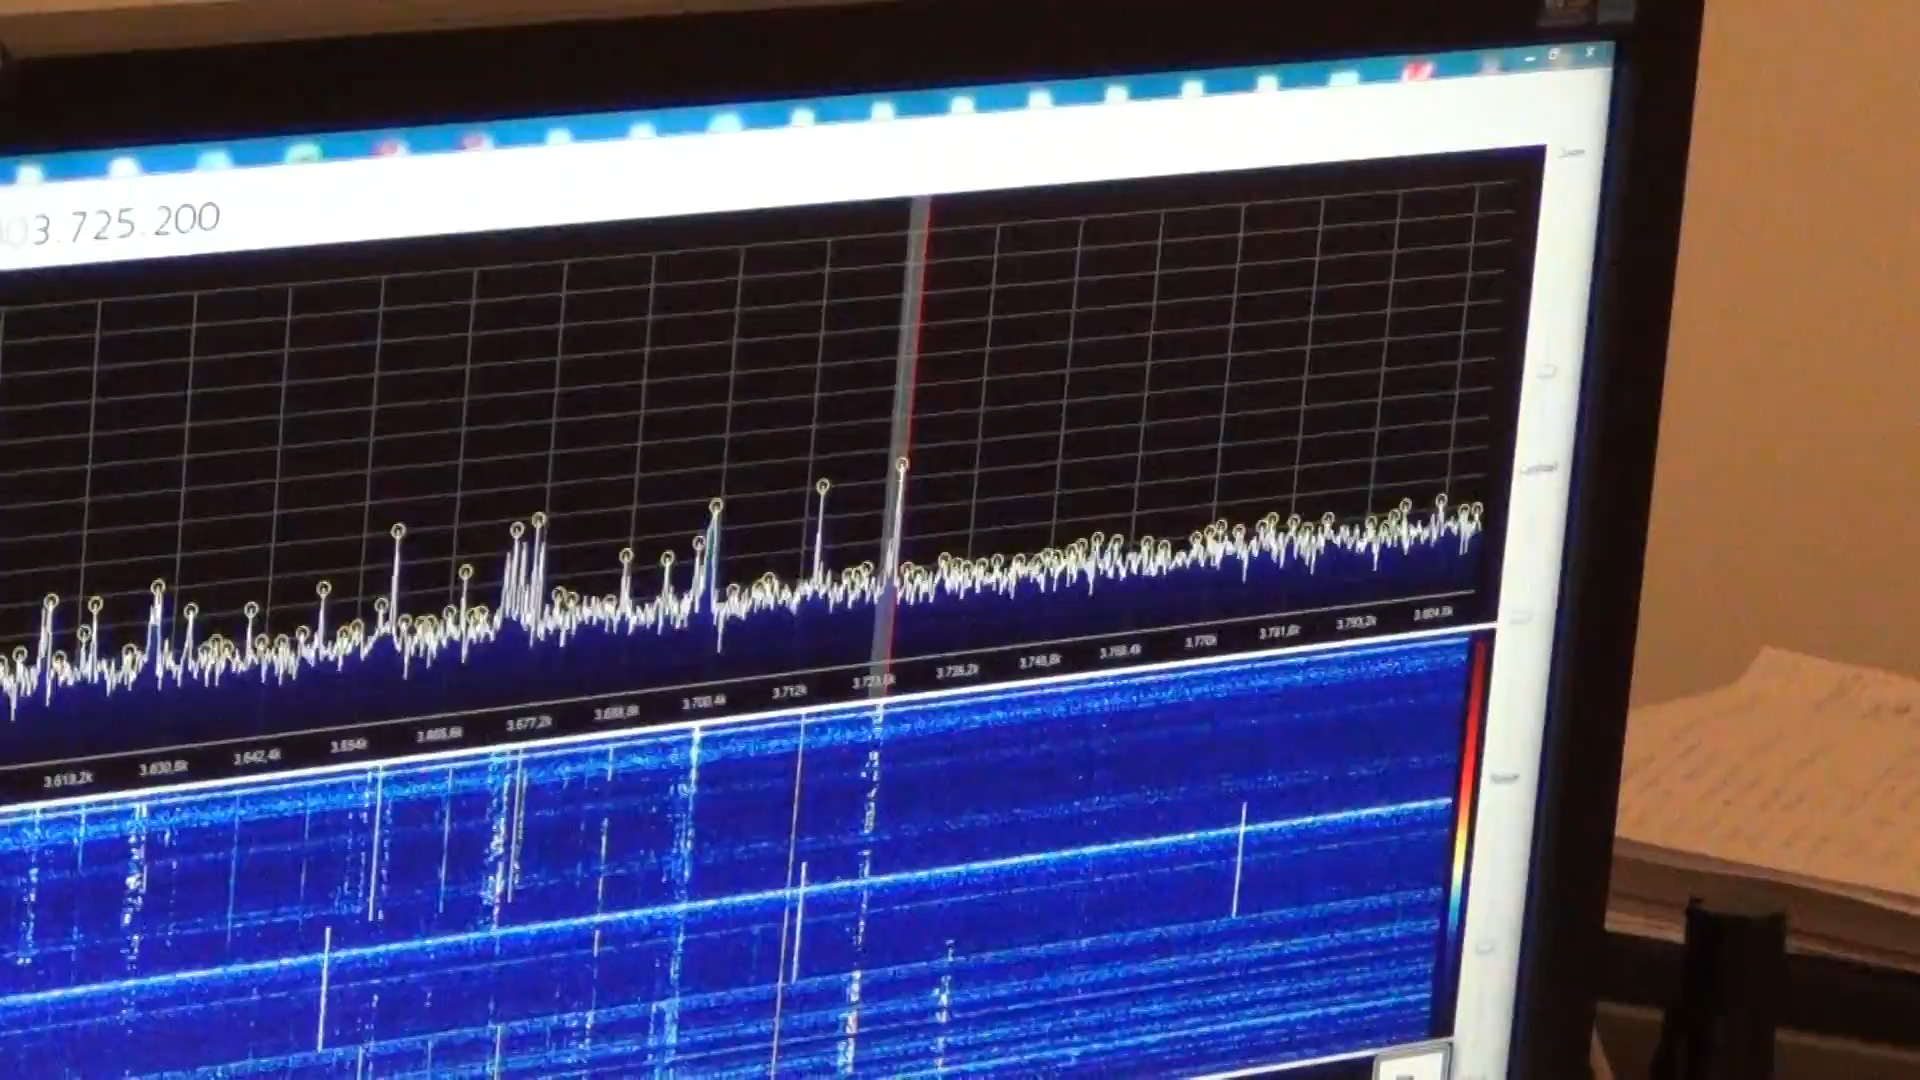 03.725.200
Zoom
Contrast
3.619,2k 3.630,8k 3.642,4k 3.654k 3.665,6k 3.677,2k 3.688,8k 3.700,4k 3.712k 3.723,6k 3.735,2k 3.746,8k 3.758,4k 3.770k 3.781,6k 3.793,2k 3.804,8k